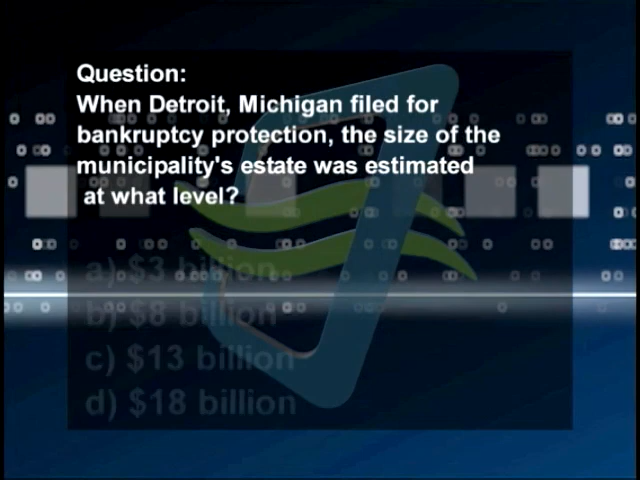 Question:
When Detroit, Michigan filed for
bankruptcy protection, the size of the
municipality's estate was estimated
at what level?
a) $3 billion
b) $8 billion
c) $13 billion
d) $18 billion